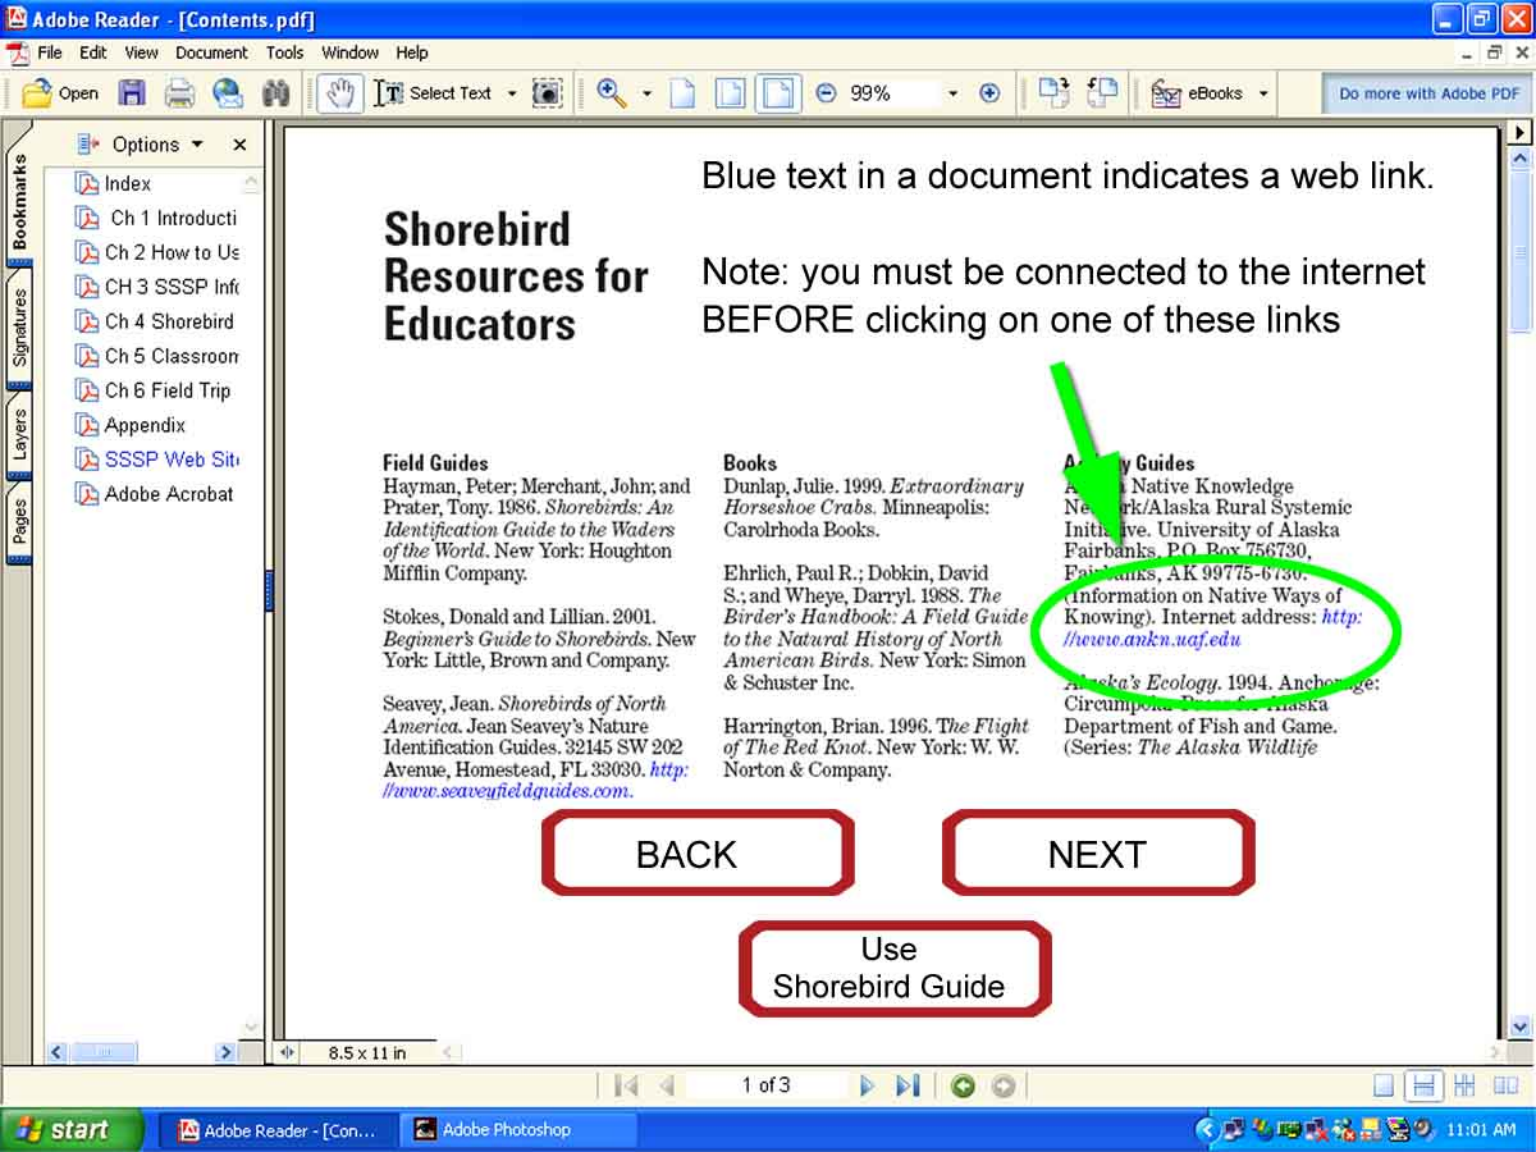 Adobe Reader - [Contents.pdf]
File Edit View Document Tools Window Help
Open Select Text 99% eBooks Do more with Adobe PDF
Options
Bookmarks
Signatures
Layers
Pages
Index
Ch 1 Introducti
Ch 2 How to Us
CH 3 SSSP Info
Ch 4 Shorebird
Ch 5 Classroon
Ch 6 Field Trip
Appendix
SSSP Web Site
Adobe Acrobat
Blue text in a document indicates a web link.
Note: you must be connected to the internet
BEFORE clicking on one of these links
Shorebird
Resources for
Educators
Field Guides
Hayman, Peter; Merchant, John; and
Prater, Tony. 1986. Shorebirds: An
Identification Guide to the Waders
of the World. New York: Houghton
Mifflin Company.
Stokes, Donald and Lillian. 2001.
Beginner's Guide to Shorebirds. New
York: Little, Brown and Company.
Seavey, Jean. Shorebirds of North
America. Jean Seavey's Nature
Identification Guides. 32145 SW 202
Avenue, Homestead, FL 33030. http:
//www.seaveyfieldguides.com.
Books
Dunlap, Julie. 1999. Extraordinary
Horseshoe Crabs. Minneapolis:
Carolrhoda Books.
Ehrlich, Paul R.; Dobkin, David
S.; and Wheye, Darryl. 1988. The
Birder's Handbook: A Field Guide
to the Natural History of North
American Birds. New York: Simon
& Schuster Inc.
Harrington, Brian. 1996. The Flight
of The Red Knot. New York: W. W.
Norton & Company.
Guides
Native Knowledge
Network/Alaska Rural Systemic
Initiative. University of Alaska
Fairbanks, P.O. Box 756730,
Fairbanks, AK 99775-6730.
(Information on Native Ways of
Knowing). Internet address: http:
//www.ankn.uaf.edu
Alaska's Ecology. 1994. Anchorage:
Circumpolar Press for Alaska
Department of Fish and Game.
(Series: The Alaska Wildlife
BACK
NEXT
Use
Shorebird Guide
8.5 x 11 in
1 of 3
start
Adobe Reader - [Con...
Adobe Photoshop
11:01 AM